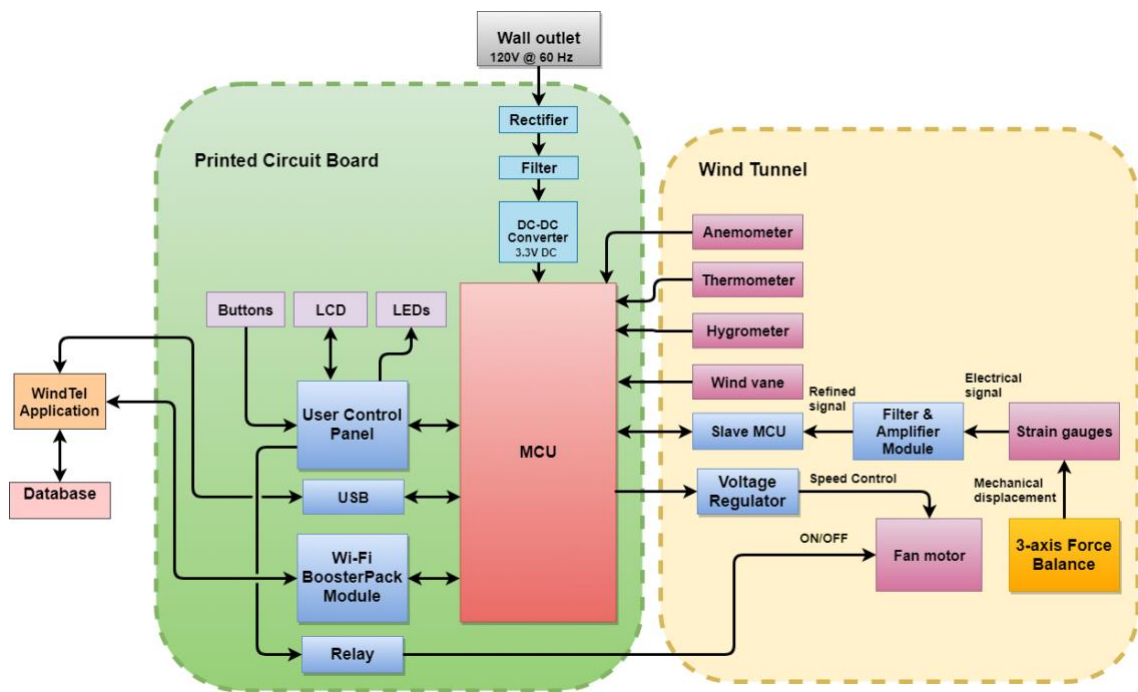 Wall outlet
120V @ 60 Hz
Printed Circuit Board
Rectifier
Filter
DC-DC
Converter
3.3V DC
Buttons
LCD
LEDs
User Control
Panel
USB
Wi-Fi
BoosterPack
Module
Relay
MCU
WindTel
Application
Database
Wind Tunnel
Anemometer
Thermometer
Hygrometer
Wind vane
Slave MCU
Refined
signal
Filter &
Amplifier
Module
Electrical
signal
Strain gauges
Voltage
Regulator
Speed Control
Mechanical
displacement
ON/OFF
Fan motor
3-axis Force
Balance